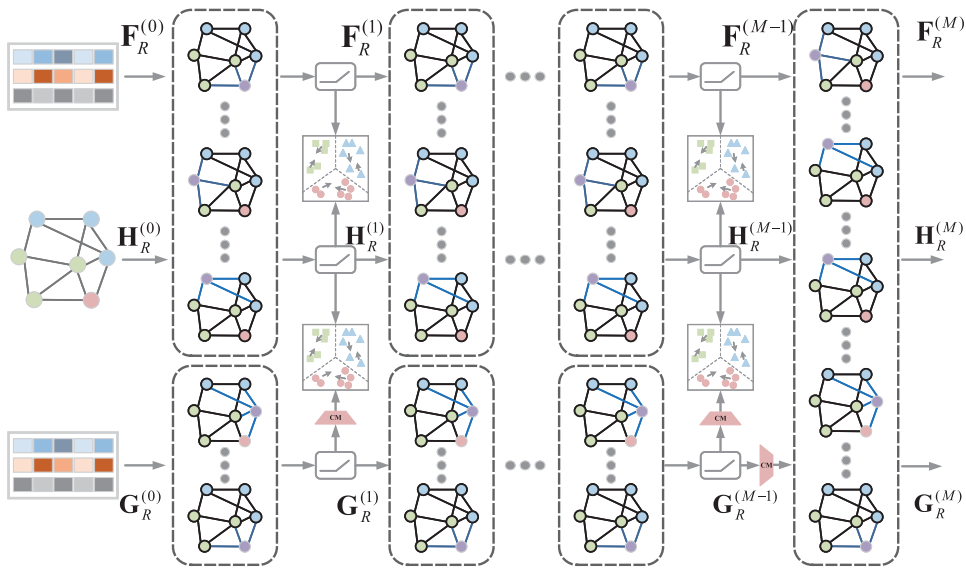 F_R^(0) F_R^(1) F_R^(M−1) F_R^(M)
H_R^(0) H_R^(1) H_R^(M−1) H_R^(M)
CM CM
CM
G_R^(0) G_R^(1) G_R^(M−1) G_R^(M)